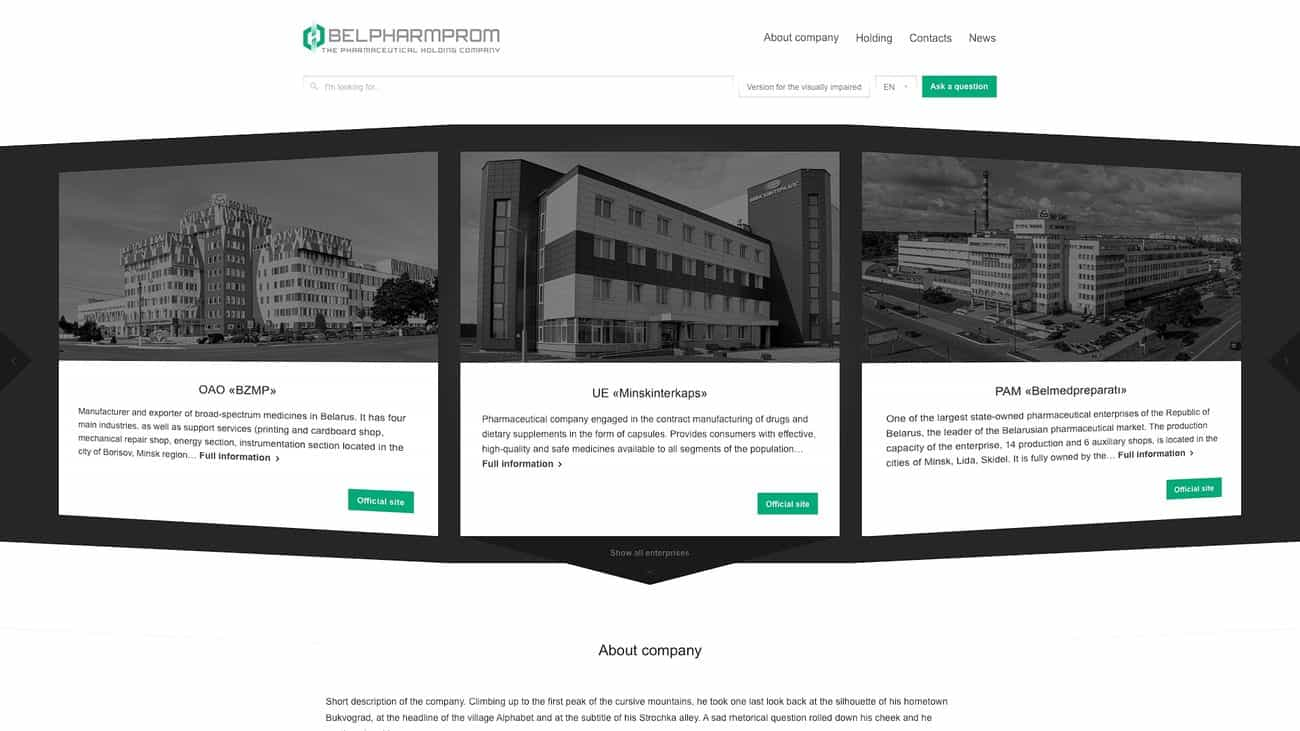 BELPHARMPROM
THE PHARMACEUTICAL HOLDING COMPANY
About company
Holding
Contacts
News
I'm looking for...
Version for the visually impaired
EN
Ask a question
OAO «BZMP»
Manufacturer and exporter of broad-spectrum medicines in Belarus. It has four
main industries, as well as support services (printing and cardboard shop,
mechanical repair shop, energy section, instrumentation section located in the
city of Borisov, Minsk region... Full information
Official site
UE «Minskinterkaps»
Pharmaceutical company engaged in the contract manufacturing of drugs and
dietary supplements in the form of capsules. Provides consumers with effective,
high-quality and safe medicines available to all segments of the population...
Full information
Official site
PAM «Belmedpreparatı»
One of the largest state-owned pharmaceutical enterprises of the Republic of
Belarus, the leader of the Belarusian pharmaceutical market. The production
capacity of the enterprise, 14 production and 6 auxiliary shops, is located in the
cities of Minsk, Lida, Skidel. It is fully owned by the... Full information
Official site
Show all enterprises
About company
Short description of the company. Climbing up to the first peak of the cursive mountains, he took one last look back at the silhouette of his hometown
Bukvograd, at the headline of the village Alphabet and at the subtitle of his Strochka alley. A sad rhetorical question rolled down his cheek and he